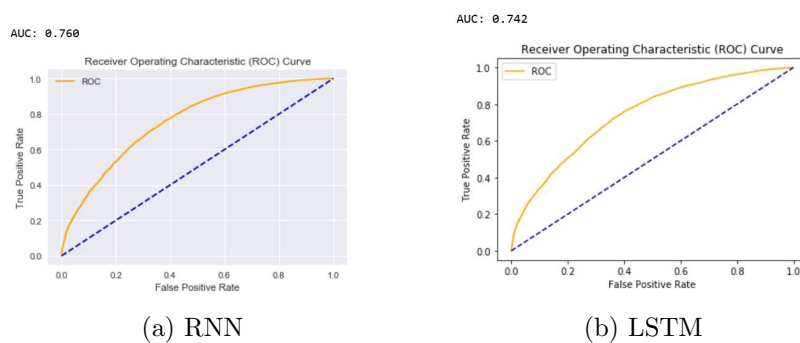 AUC: 0.760
Receiver Operating Characteristic (ROC) Curve
ROC
True Positive Rate
1.0
0.8
0.6
0.4
0.2
0.0
0.0 0.2 0.4 0.6 0.8 1.0
False Positive Rate
(a) RNN
AUC: 0.742
Receiver Operating Characteristic (ROC) Curve
ROC
True Positive Rate
1.0
0.8
0.6
0.4
0.2
0.0
0.0 0.2 0.4 0.6 0.8 1.0
False Positive Rate
(b) LSTM